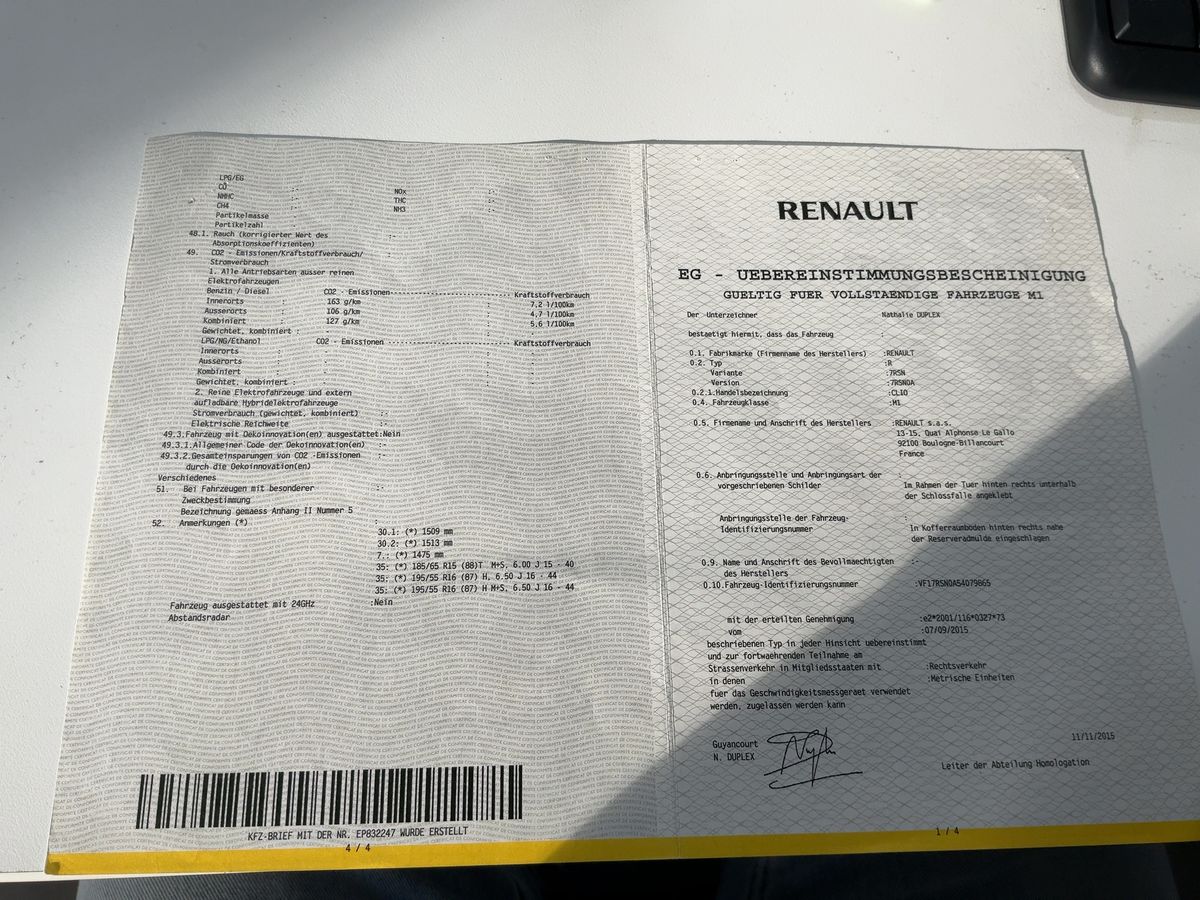 LPG/EG
CO :-
NMHC NOx :-
CH4 :- THC :-
Partikelmasse NH3 :-
Partikelzahl :-
48.1. Rauch (korrigierter Wert des :-
Absorptionskoeffizienten)
49. CO2 - Emissionen/Kraftstoffverbrauch/ :
Stromverbrauch
1. Alle Antriebsarten ausser reinen
Elektrofahrzeugen
Benzin / Diesel CO2 - Emissionen Kraftstoffverbrauch
Innerorts : 163 g/km : 7,2 l/100km
Ausserorts : 106 g/km : 4,7 l/100km
Kombiniert : 127 g/km : 5,6 l/100km
Gewichtet, kombiniert :
LPG/NG/Ethanol CO2 - Emissionen Kraftstoffverbrauch
Innerorts :
Ausserorts :
Kombiniert :
Gewichtet, kombiniert :
2. Reine Elektrofahrzeuge und extern
aufladbare Hybridelektrofahrzeuge
Stromverbrauch (gewichtet, kombiniert) :-
Elektrische Reichweite :-
49.3.Fahrzeug mit Oekoinnovation(en) ausgestattet:Nein
49.3.1.Allgemeiner Code der Oekoinnovation(en) :-
49.3.2.Gesamteinsparungen von CO2 -Emissionen :-
durch die Oekoinnovation(en)
Verschiedenes
51. Bei Fahrzeugen mit besonderer :-
Zweckbestimmung
Bezeichnung gemaess Anhang II Nummer 5
52. Anmerkungen (*) :
30.1: (*) 1509 mm
30.2: (*) 1513 mm
7.: (*) 1475 mm
35: (*) 185/65 R15 (88)T M+S, 6.00 J 15 - 40
35: (*) 195/55 R16 (87) H, 6.50 J 16 - 44
35: (*) 195/55 R16 (87) H M+S, 6.50 J 16 - 44
Fahrzeug ausgestattet mit 24GHz :Nein
Abstandsradar
KFZ-BRIEF MIT DER NR. EP832247 WURDE ERSTELLT
4 / 4
RENAULT
EG - UEBEREINSTIMMUNGSBESCHEINIGUNG
GUELTIG FUER VOLLSTAENDIGE FAHRZEUGE M1
Der Unterzeichner Nathalie DUPLEX
bestaetigt hiermit, dass das Fahrzeug :
0.1. Fabrikmarke (Firmenname des Herstellers) :RENAULT
0.2. Typ :R
Variante :7RSN
Version :7RSN0A
0.2.1.Handelsbezeichnung :CLIO
0.4. Fahrzeugklasse :M1
0.5. Firmename und Anschrift des Herstellers :RENAULT s.a.s.
13-15, Quai Alphonse Le Gallo
92100 Boulogne-Billancourt
France
0.6. Anbringungsstelle und Anbringungsart der :
vorgeschriebenen Schilder Im Rahmen der Tuer hinten rechts unterhalb
der Schlossfalle angeklebt
Anbringungsstelle der Fahrzeug- :
Identifizierungsnummer In Kofferraumboden hinten rechts nahe
der Reserveradmulde eingeschlagen
0.9. Name und Anschrift des Bevollmaechtigten :-
des Herstellers
0.10.Fahrzeug-Identifizierungsnummer :VF17RSN0A54079865
mit der erteilten Genehmigung :e2*2001/116*0327*73
vom :07/09/2015
beschriebenen Typ in jeder Hinsicht uebereinstimmt
und zur fortwaehrenden Teilnahme am
Strassenverkehr in Mitgliedsstaaten mit :Rechtsverkehr
in denen :Metrische Einheiten
fuer das Geschwindigkeitsmessgeraet verwendet
werden, zugelassen werden kann
Guyancourt 11/11/2015
N. DUPLEX Leiter der Abteilung Homologation
1 / 4